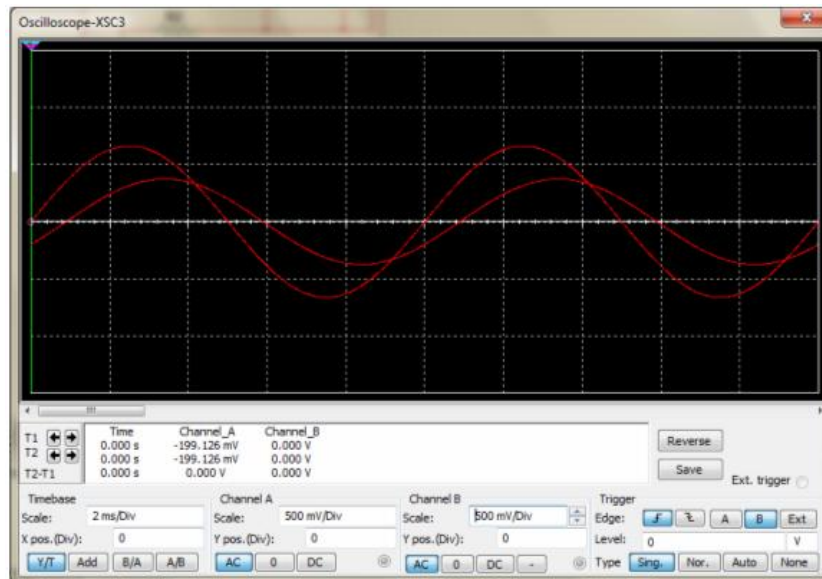 Oscilloscope-XSC3
T1
T2
T2-T1
Time Channel_A Channel_B
0.000 s -199.126 mV 0.000 V
0.000 s -199.126 mV 0.000 V
0.000 s 0.000 V 0.000 V
Reverse
Save
Ext. trigger
Timebase
Scale: 2 ms/Div
X pos.(Div): 0
Y/T Add B/A A/B
Channel A
Scale: 500 mV/Div
Y pos.(Div): 0
AC 0 DC
Channel B
Scale: 500 mV/Div
Y pos.(Div): 0
AC 0 DC -
Trigger
Edge: A B Ext
Level: 0 V
Type Sing. Nor. Auto None